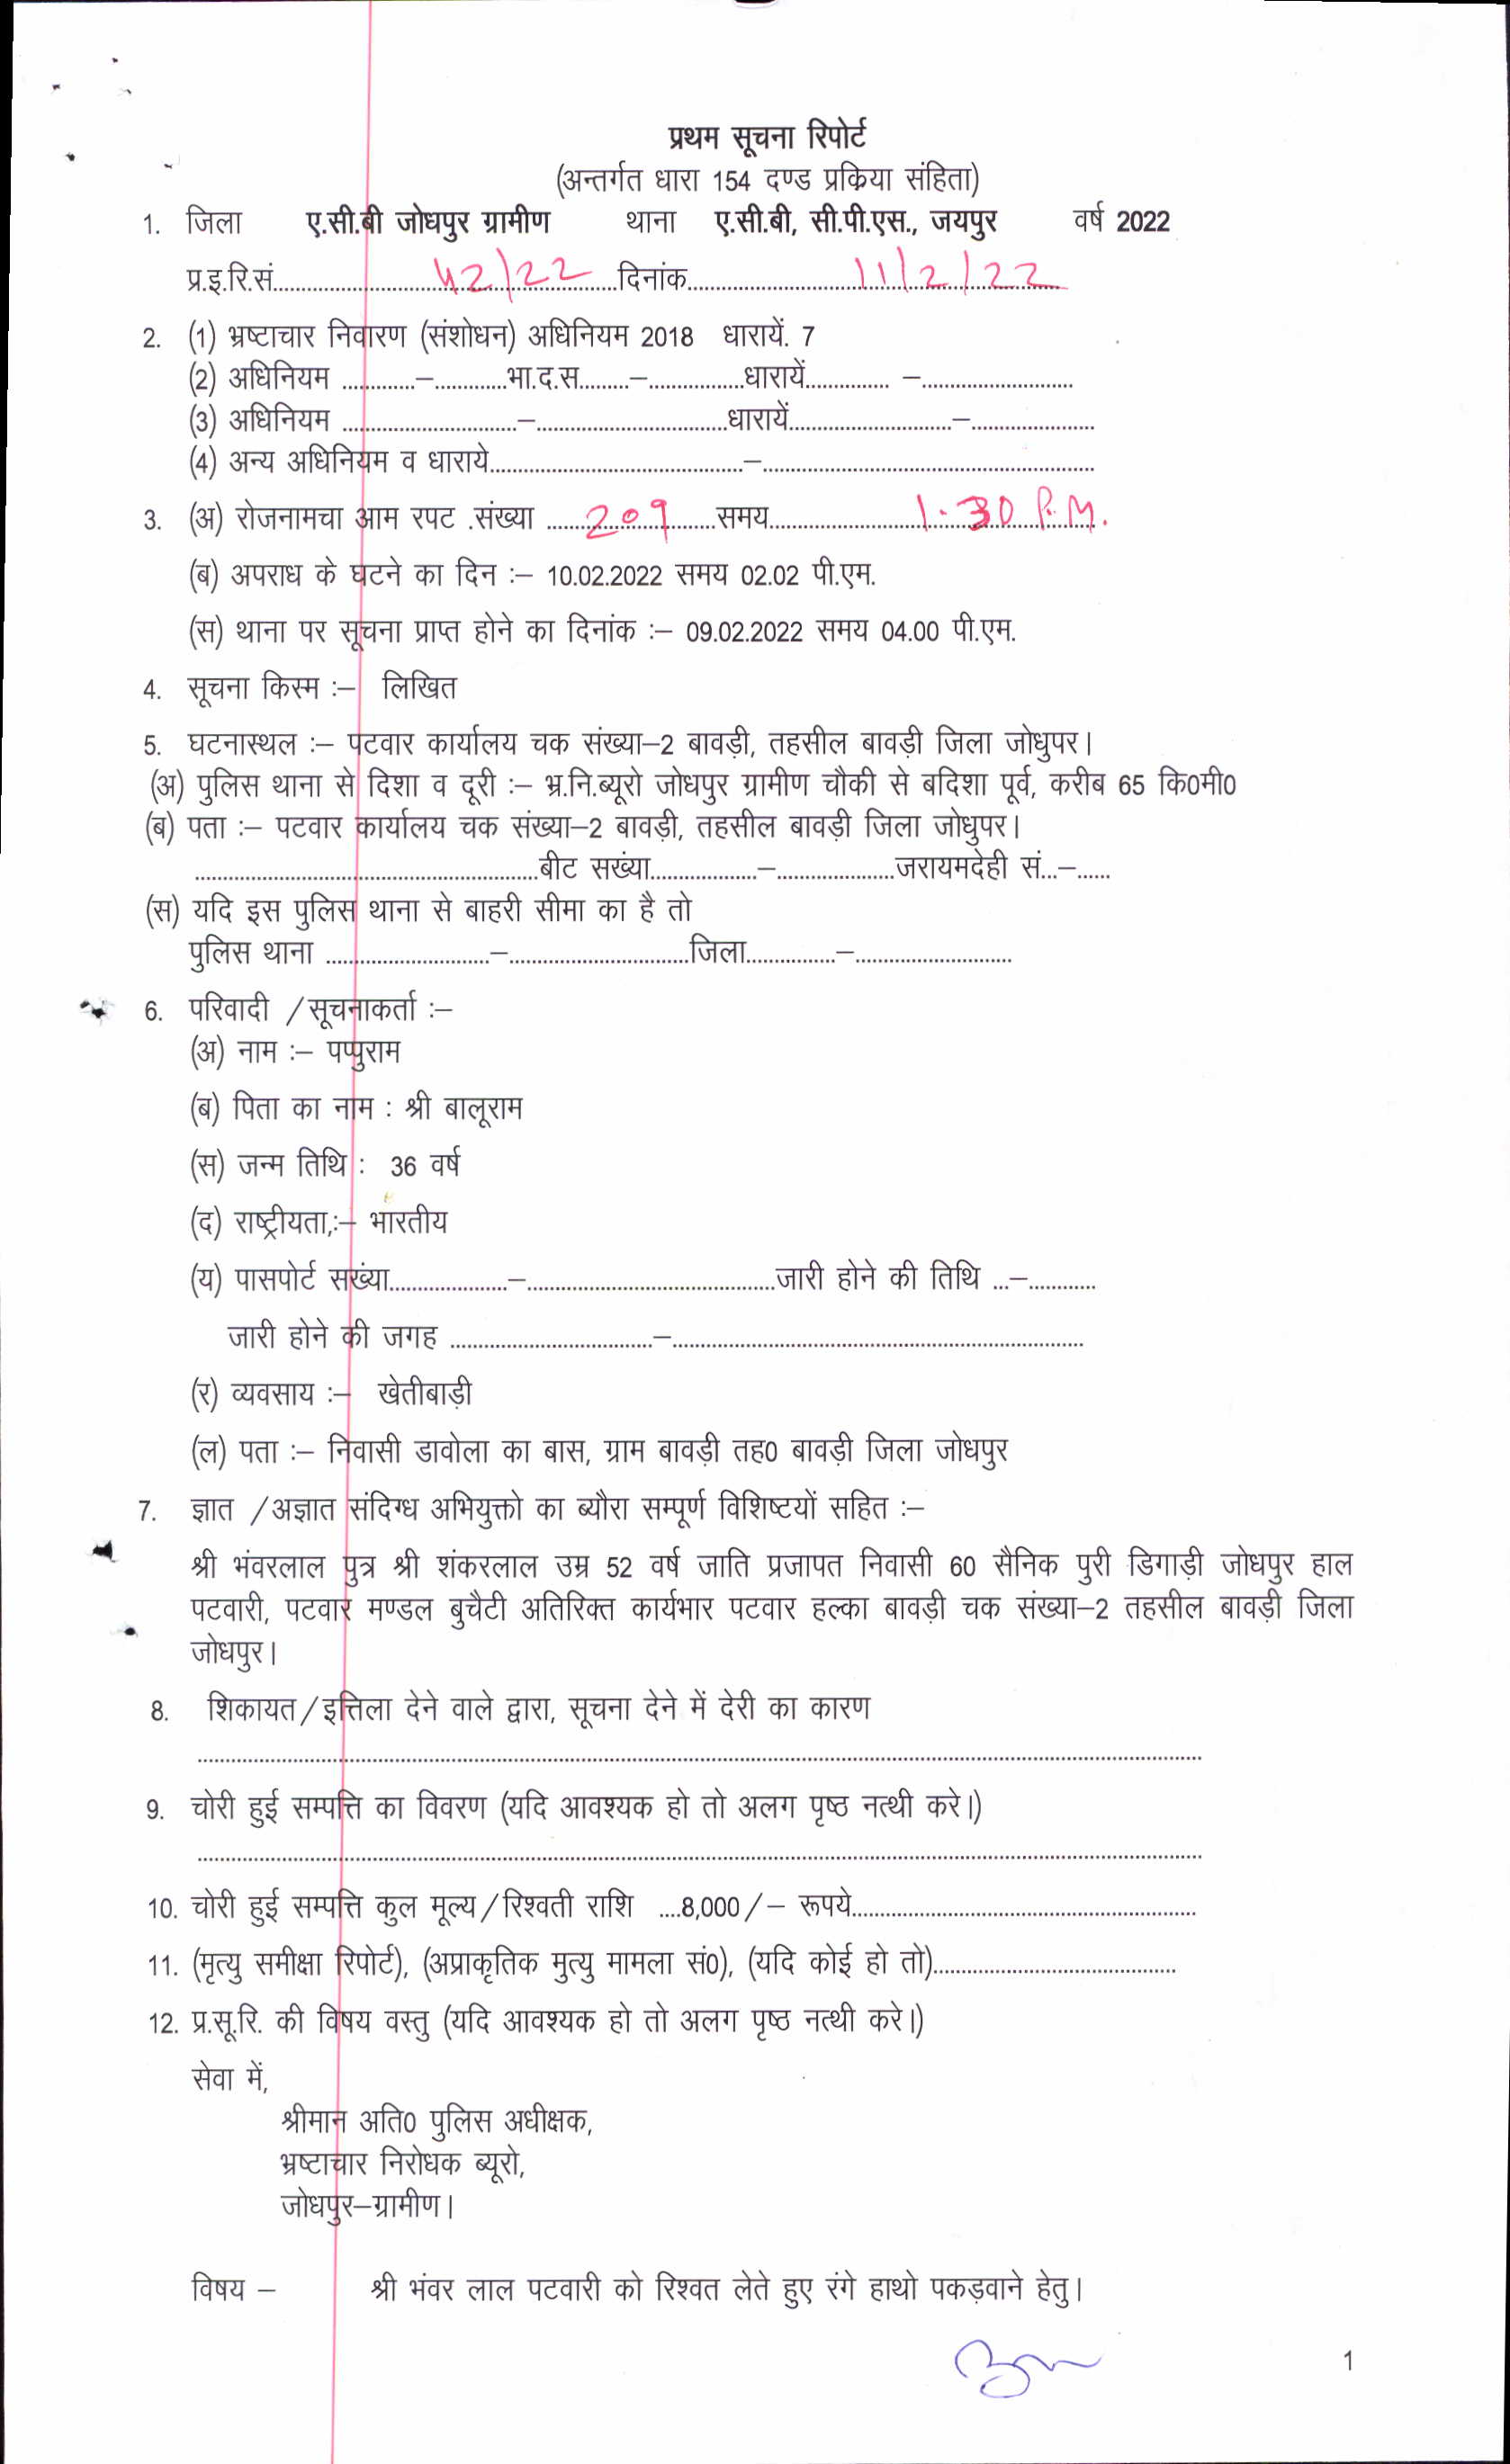 प्रथम सूचना रिपोर्ट
(अन्तर्गत धारा 154 दण्ड प्रक्रिया संहिता)
1. जिला ए.सी.बी जोधपुर ग्रामीण थाना ए.सी.बी, सी.पी.एस., जयपुर वर्ष 2022
प्र.इ.रि.सं....42/22....दिनांक....11/2/22....
2. (1) भ्रष्टाचार निवारण (संशोधन) अधिनियम 2018 धारायें. 7
(2) अधिनियम ............–............भा.द.स.........–................धारायें.............. –..........................
(3) अधिनियम ..............................–................................धारायें............................–.....................
(4) अन्य अधिनियम व धाराये...........................................–.........................................................
3. (अ) रोजनामचा आम रपट .संख्या ......209........समय..................1.30 P.M.
(ब) अपराध के घटने का दिन :– 10.02.2022 समय 02.02 पी.एम.
(स) थाना पर सूचना प्राप्त होने का दिनांक :– 09.02.2022 समय 04.00 पी.एम.
4. सूचना किस्म :– लिखित
5. घटनास्थल :– पटवार कार्यालय चक संख्या–2 बावड़ी, तहसील बावड़ी जिला जोधुपर।
(अ) पुलिस थाना से दिशा व दूरी :– भ्र.नि.ब्यूरो जोधपुर ग्रामीण चौकी से बदिशा पूर्व, करीब 65 कि0मी0
(ब) पता :– पटवार कार्यालय चक संख्या–2 बावड़ी, तहसील बावड़ी जिला जोधुपर।
..........................................................बीट सख्ंया..................–....................जरायमदेही सं...–......
(स) यदि इस पुलिस थाना से बाहरी सीमा का है तो
पुलिस थाना ............................–..............................जिला...............–...........................
6. परिवादी /सूचनाकर्ता :–
(अ) नाम :– पप्पुराम
(ब) पिता का नाम : श्री बालूराम
(स) जन्म तिथि : 36 वर्ष
(द) राष्ट्रीयता,:– भारतीय
(य) पासपोर्ट सख्ंया....................–..........................................जारी होने की तिथि ...–............
जारी होने की जगह ..................................–......................................................................
(र) व्यवसाय :– खेतीबाड़ी
(ल) पता :– निवासी डावोला का बास, ग्राम बावड़ी तह0 बावड़ी जिला जोधपुर
7. ज्ञात /अज्ञात संदिग्ध अभियुक्तो का ब्यौरा सम्पूर्ण विशिष्टयों सहित :–
श्री भंवरलाल पुत्र श्री शंकरलाल उम्र 52 वर्ष जाति प्रजापत निवासी 60 सैनिक पुरी डिगाड़ी जोधपुर हाल
पटवारी, पटवार मण्डल बुचैटी अतिरिक्त कार्यभार पटवार हल्का बावड़ी चक संख्या–2 तहसील बावड़ी जिला
जोधपुर।
8. शिकायत/इत्तिला देने वाले द्वारा, सूचना देने में देरी का कारण
9. चोरी हुई सम्पत्ति का विवरण (यदि आवश्यक हो तो अलग पृष्ठ नत्थी करे।)
10. चोरी हुई सम्पत्ति कुल मूल्य/रिश्वती राशि ....8,000/– रूपये..........................................................
11. (मृत्यु समीक्षा रिपोर्ट), (अप्राकृतिक मुत्यु मामला सं0), (यदि कोई हो तो).........................................
12. प्र.सू.रि. की विषय वस्तु (यदि आवश्यक हो तो अलग पृष्ठ नत्थी करे।)
सेवा में,
श्रीमान अति0 पुलिस अधीक्षक,
भ्रष्टाचार निरोधक ब्यूरो,
जोधपुर–ग्रामीण।
विषय – श्री भंवर लाल पटवारी को रिश्वत लेते हुए रंगे हाथो पकड़वाने हेतु।
1